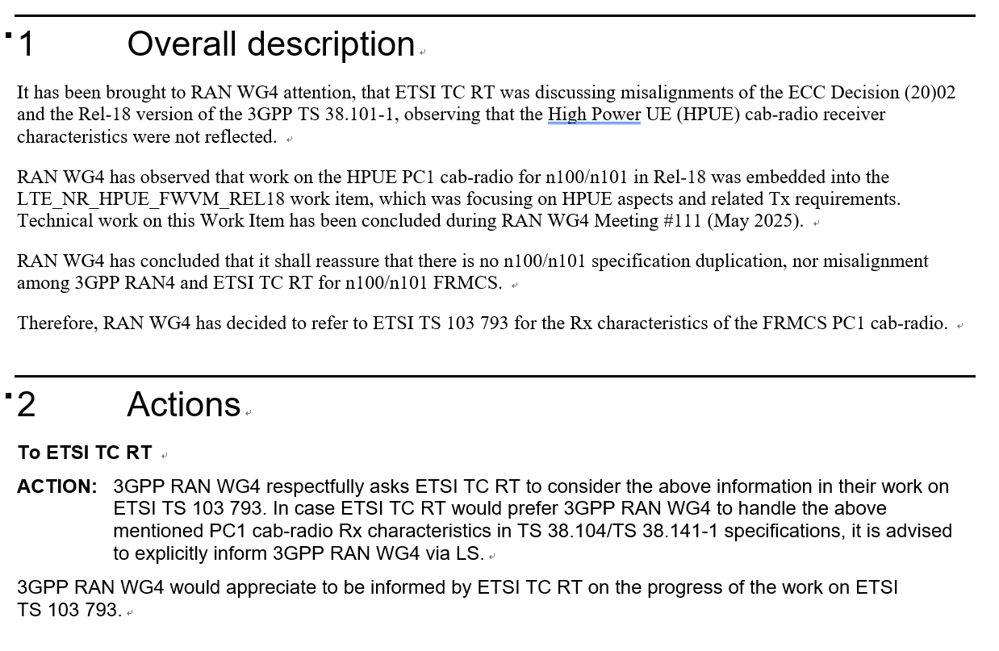 1 Overall description
It has been brought to RAN WG4 attention, that ETSI TC RT was discussing misalignments of the ECC Decision (20)02
and the Rel-18 version of the 3GPP TS 38.101-1, observing that the High Power UE (HPUE) cab-radio receiver
characteristics were not reflected.
RAN WG4 has observed that work on the HPUE PC1 cab-radio for n100/n101 in Rel-18 was embedded into the
LTE_NR_HPUE_FWVM_REL18 work item, which was focusing on HPUE aspects and related Tx requirements.
Technical work on this Work Item has been concluded during RAN WG4 Meeting #111 (May 2025).
RAN WG4 has concluded that it shall reassure that there is no n100/n101 specification duplication, nor misalignment
among 3GPP RAN4 and ETSI TC RT for n100/n101 FRMCS.
Therefore, RAN WG4 has decided to refer to ETSI TS 103 793 for the Rx characteristics of the FRMCS PC1 cab-radio.
2 Actions
To ETSI TC RT
ACTION: 3GPP RAN WG4 respectfully asks ETSI TC RT to consider the above information in their work on
ETSI TS 103 793. In case ETSI TC RT would prefer 3GPP RAN WG4 to handle the above
mentioned PC1 cab-radio Rx characteristics in TS 38.104/TS 38.141-1 specifications, it is advised
to explicitly inform 3GPP RAN WG4 via LS.
3GPP RAN WG4 would appreciate to be informed by ETSI TC RT on the progress of the work on ETSI
TS 103 793.